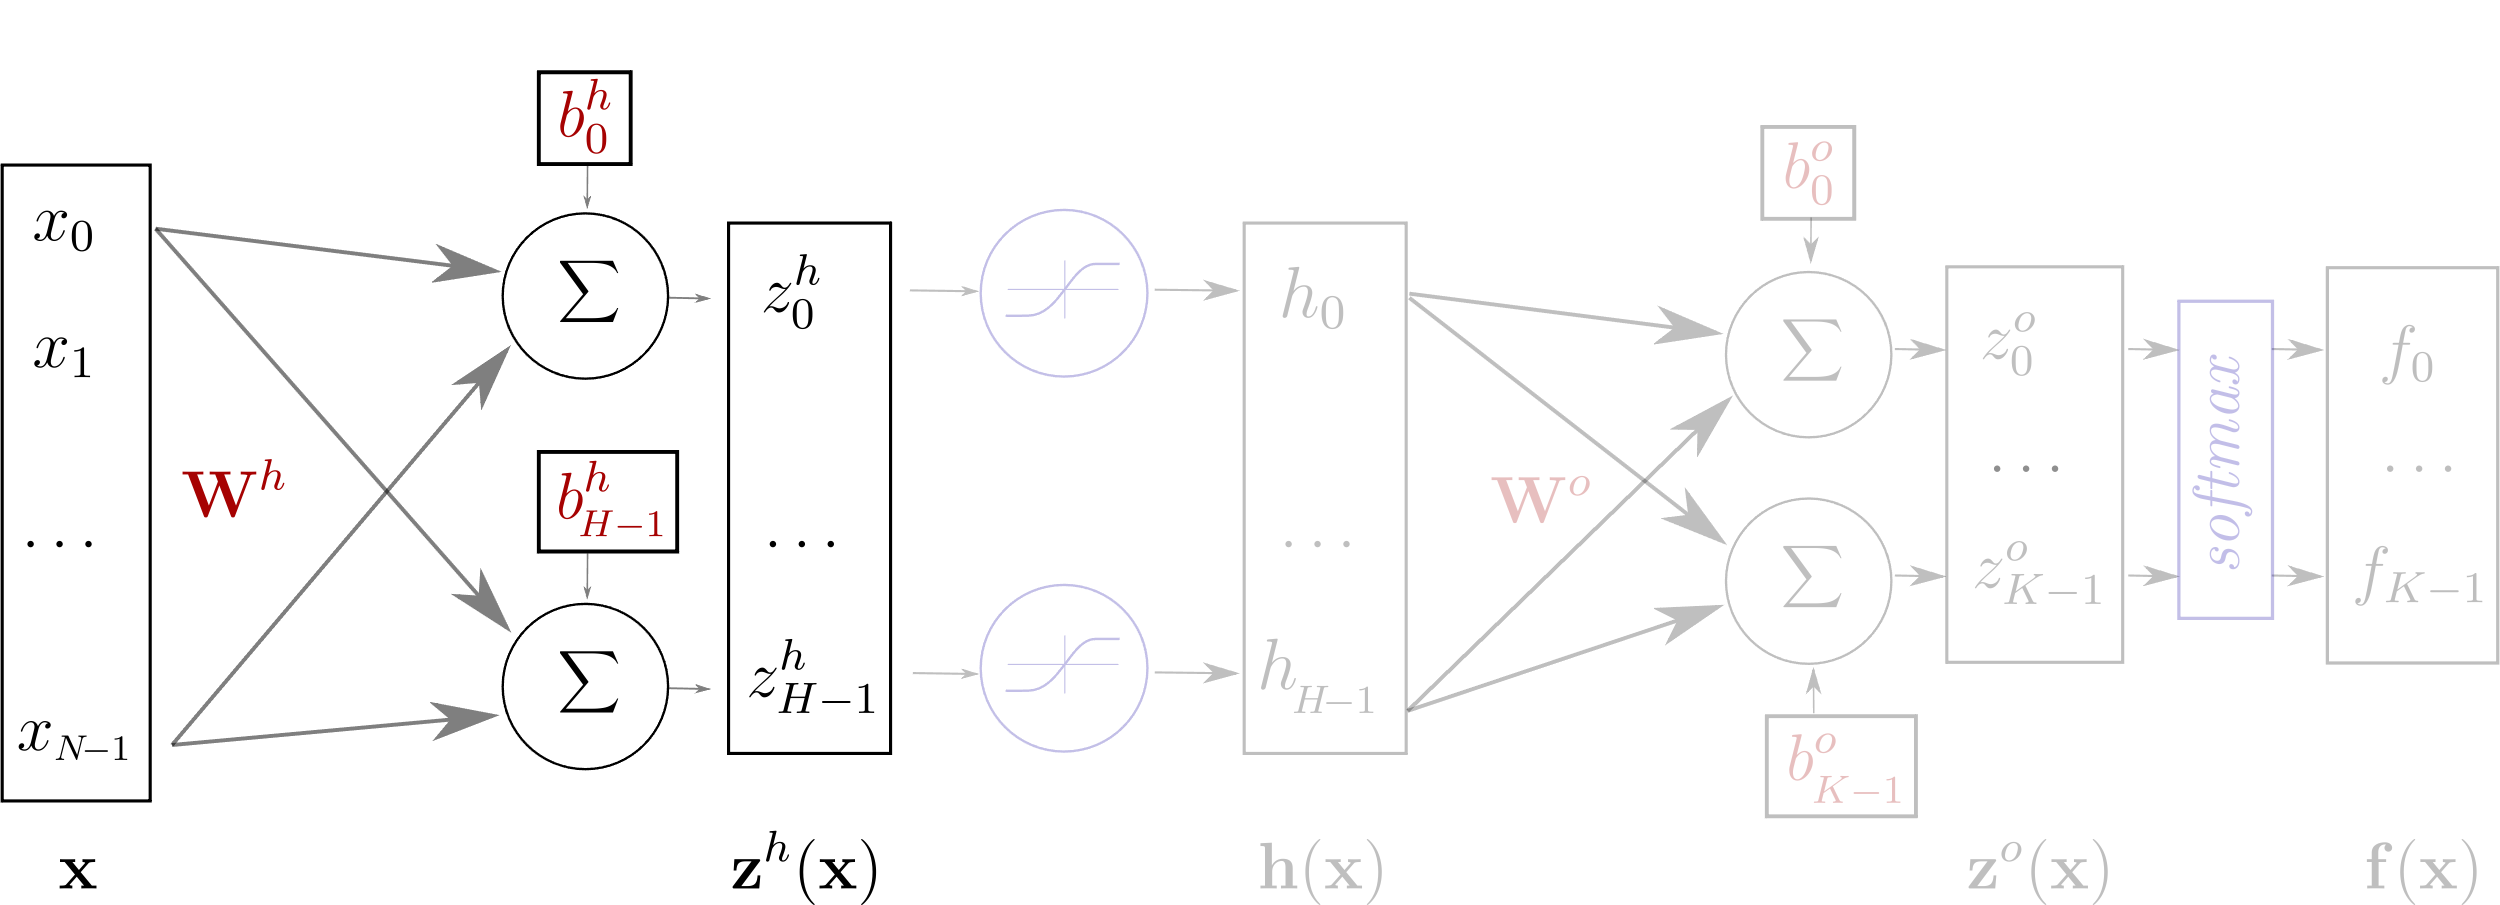 x_0
x_1
. . .
x_{N−1}
x
W^h
b^h_0
Σ
b^h_{H−1}
Σ
z^h_0
. . .
z^h_{H−1}
z^h(x)
h_0
. . .
h_{H−1}
h(x)
W^o
b^o_0
Σ
Σ
b^o_{K−1}
z^o_0
. . .
z^o_{K−1}
z^o(x)
softmax
f_0
. . .
f_{K−1}
f(x)